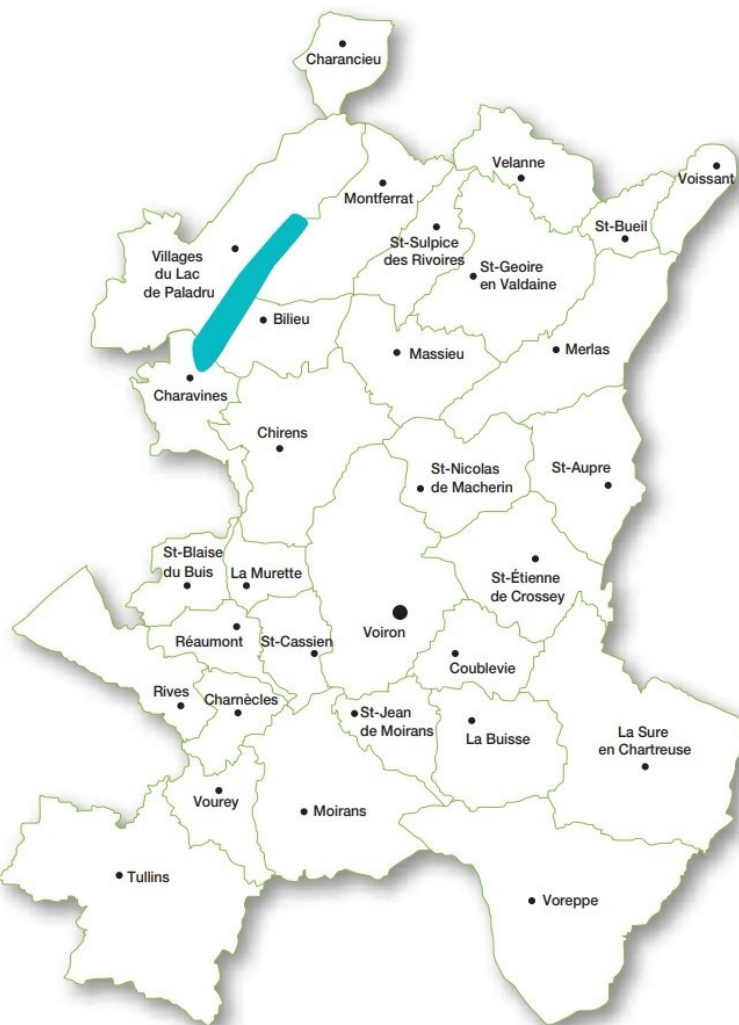 Charancieu
Velanne
Voissant
Montferrat
St-Bueil
St-Sulpice
des Rivoires
Villages
du Lac
de Paladru
St-Geoire
en Valdaine
Bilieu
Massieu
Merlas
Charavines
Chirens
St-Nicolas
de Macherin
St-Aupre
St-Blaise
du Buis
La Murette
St-Étienne
de Crossey
Réaumont
St-Cassien
Voiron
Coublevie
Rives
Charnècles
St-Jean
de Moirans
La Buisse
La Sure
en Chartreuse
Vourey
Moirans
Tullins
Voreppe